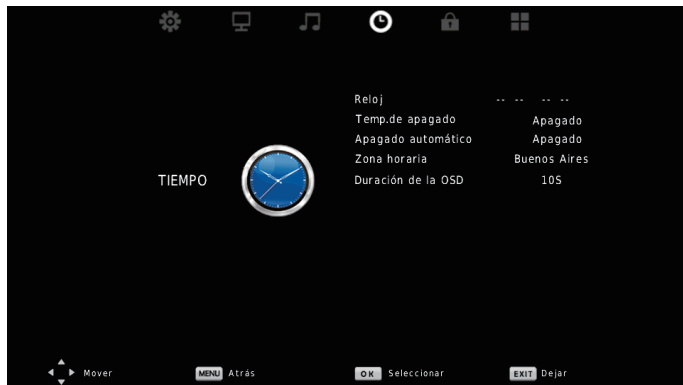 Reloj -- -- -- --
Temp.de apagado Apagado
Apagado automático Apagado
Zona horaria Buenos Aires
Duración de la OSD 10S
TIEMPO
Mover MENU Atrás OK Seleccionar EXIT Dejar